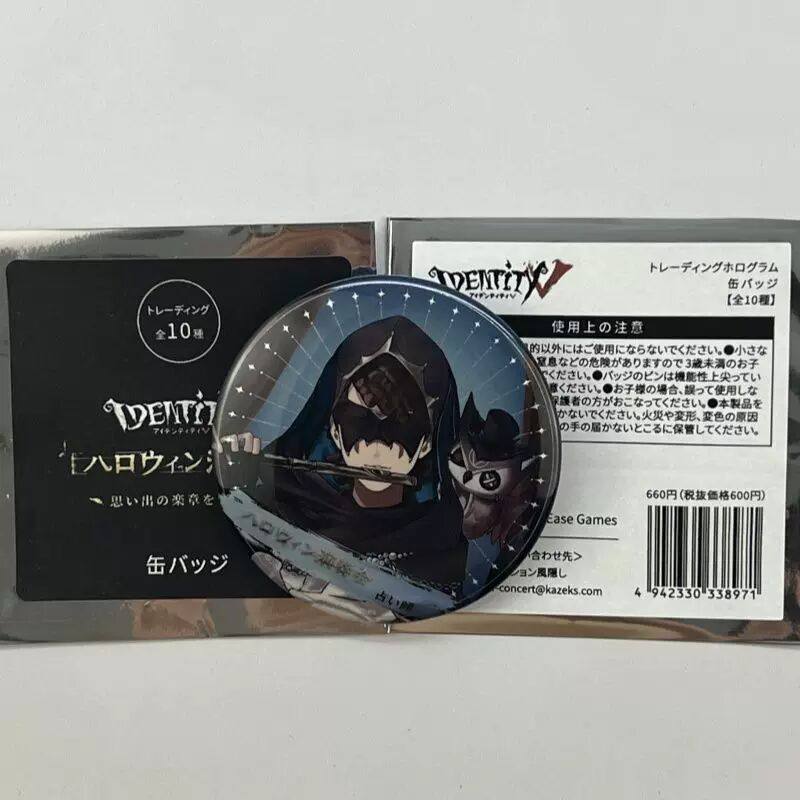 トレーディング
全10種
IDENTITY
アイデンティティV
ハロウィン
思い出の楽章を
缶バッジ
ハロウィン演奏会
占い師
IDENTITY V
アイデンティティV
トレーディングホログラム
缶バッジ
【全10種】
使用上の注意
的以外にはご使用にならないでください。●小さな
窒息などの危険がありますので3歳未満のお子
でください。●バッジのピンは機能性上尖ってい
意ください。●お子様の場合、誤って使用しな
保護者の方がおこなってください。●本製品を
かないでください。火災や変形、変色の原因
の手の届かないところに保管してください。
660円(税抜価格600円)
Ease Games
い合わせ先>
ション風隠し
-concert@kazeks.com
4 942330 338971